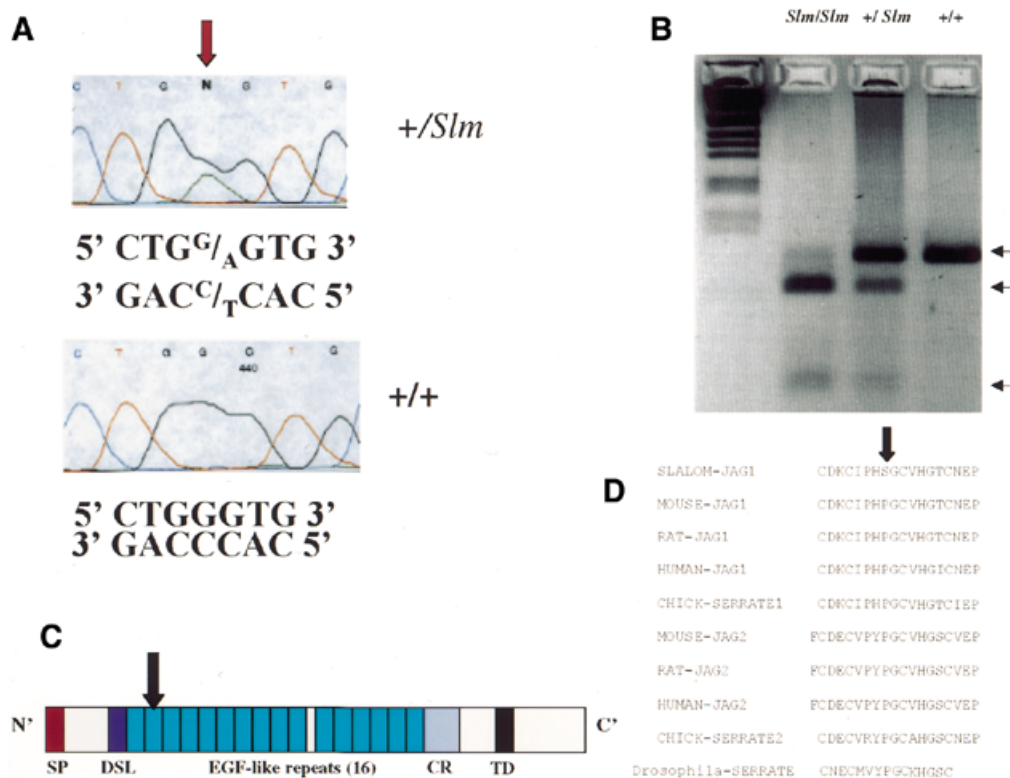 A
C T G N G T G
+/Slm
5' CTGG/AGTG 3'
3' GACC/TCAC 5'
C T G G G T G
440
+/+
5' CTGGGTG 3'
3' GACCCAC 5'
B
Slm/Slm +/Slm +/+
D
SLALOM-JAG1 CDKCIPHSGCVHGTCNEP
MOUSE-JAG1 CDKCIPHPGCVHGTCNEP
RAT-JAG1 CDKCIPHPGCVHGTCNEP
HUMAN-JAG1 CDKCIPHPGCVHGICNEP
CHICK-SERRATE1 CDKCIPHPGCVHGTCIEP
MOUSE-JAG2 FCDECVPYPGCVHGSCVEP
RAT-JAG2 FCDECVPYPGCVHGSCVEP
HUMAN-JAG2 FCDECVPYPGCVHGSCVEP
CHICK-SERRATE2 CDECVRYPGCAHGSCVEP
Drosophila-SERRATE CNECMVYPGCKHGSC
C
N' C'
SP DSL EGF-like repeats (16) CR TD